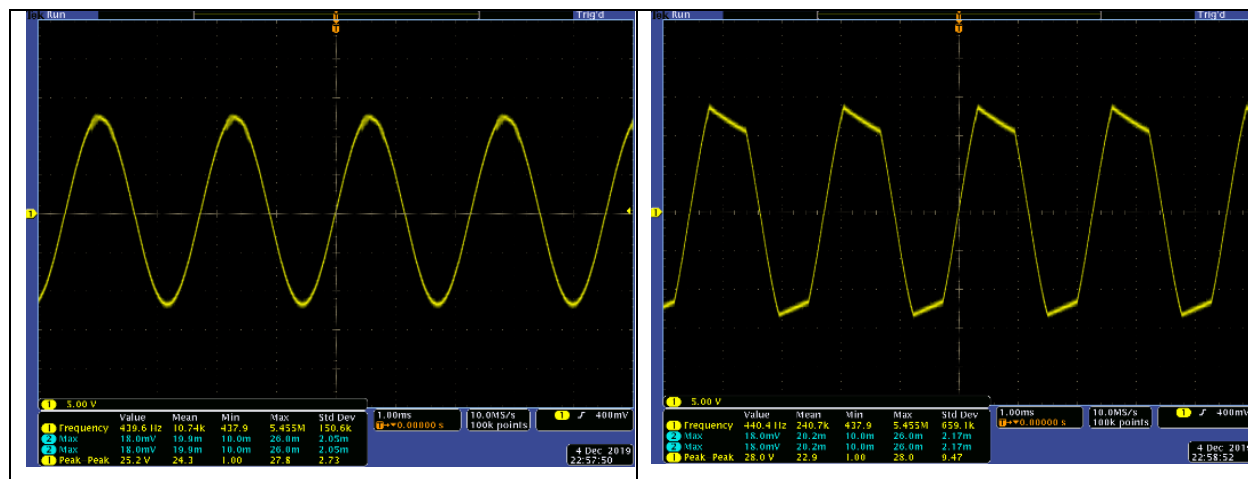 Run Trig'd
T
T
1
1 5.00 V
Value Mean Min Max Std Dev
1 Frequency 439.6 Hz 10.74k 437.9 5.455M 150.6k
2 Max 18.0mV 19.9m 10.0m 26.0m 2.05m
2 Max 18.0mV 19.9m 10.0m 26.0m 2.05m
1 Peak-Peak 25.2 V 24.3 1.00 27.8 2.73
1.00ms
T→▼0.00000 s
10.0MS/s
100k points
1 400mV
4 Dec 2019
22:57:50
Run Trig'd
T
T
1
1 5.00 V
Value Mean Min Max Std Dev
1 Frequency 440.4 Hz 240.7k 437.9 5.455M 659.1k
2 Max 18.0mV 20.2m 10.0m 26.0m 2.17m
2 Max 18.0mV 20.2m 10.0m 26.0m 2.17m
1 Peak-Peak 28.0 V 22.9 1.00 28.0 9.47
1.00ms
T→▼0.00000 s
10.0MS/s
100k points
1 400mV
4 Dec 2019
22:58:52